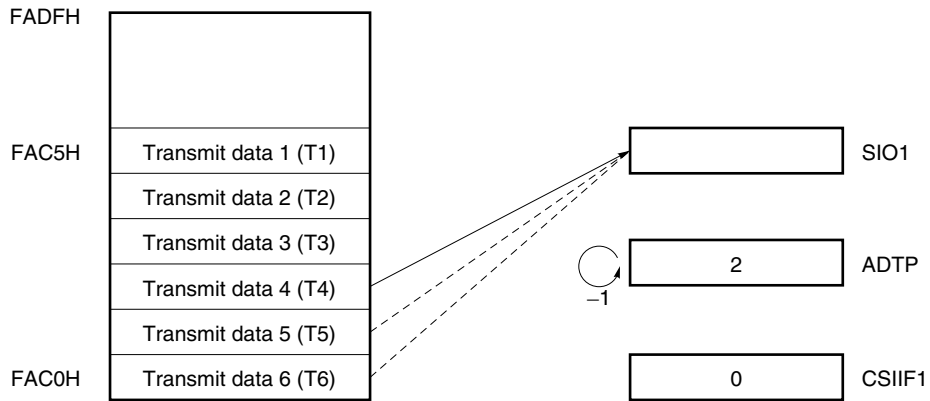 FADFH
FAC5H Transmit data 1 (T1) SIO1
Transmit data 2 (T2)
Transmit data 3 (T3)
2 ADTP
Transmit data 4 (T4)
−1
Transmit data 5 (T5)
FAC0H Transmit data 6 (T6) 0 CSIIF1